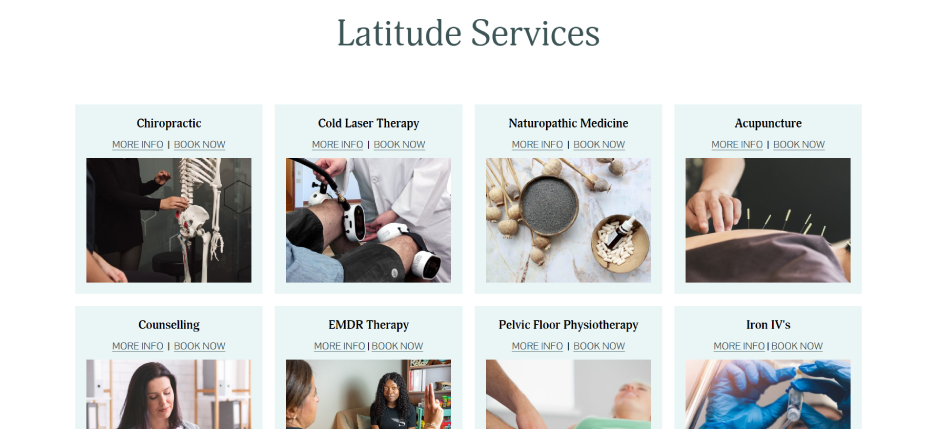 Latitude Services
Chiropractic
MORE INFO | BOOK NOW
Cold Laser Therapy
MORE INFO | BOOK NOW
Naturopathic Medicine
MORE INFO | BOOK NOW
Acupuncture
MORE INFO | BOOK NOW
Counselling
MORE INFO | BOOK NOW
EMDR Therapy
MORE INFO | BOOK NOW
Pelvic Floor Physiotherapy
MORE INFO | BOOK NOW
Iron IV's
MORE INFO | BOOK NOW